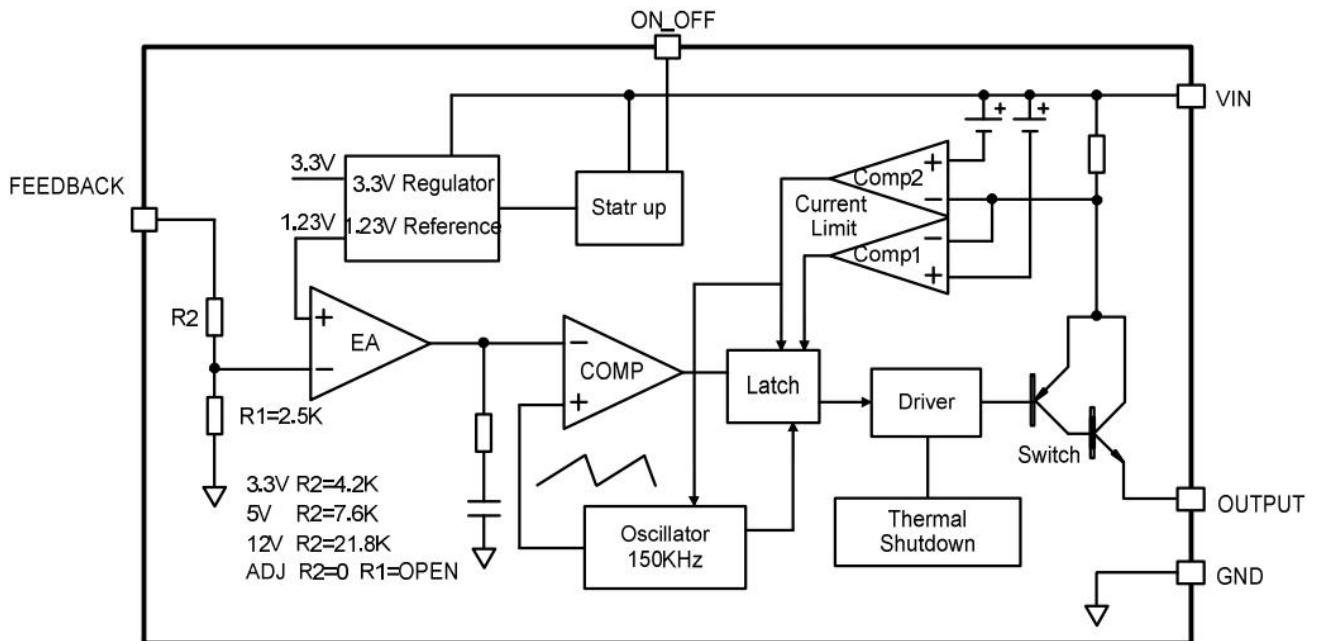 ON_OFF
VIN
FEEDBACK
3.3V
3.3V Regulator
1.23V
1.23V Reference
Statr up
+
+
+
Comp2
−
Current
Limit
−
Comp1
+
R2
+
EA
−
−
COMP
+
Latch
Driver
Switch
R1=2.5K
3.3V R2=4.2K
5V R2=7.6K
12V R2=21.8K
ADJ R2=0 R1=OPEN
Oscillator
150KHz
Thermal
Shutdown
OUTPUT
GND